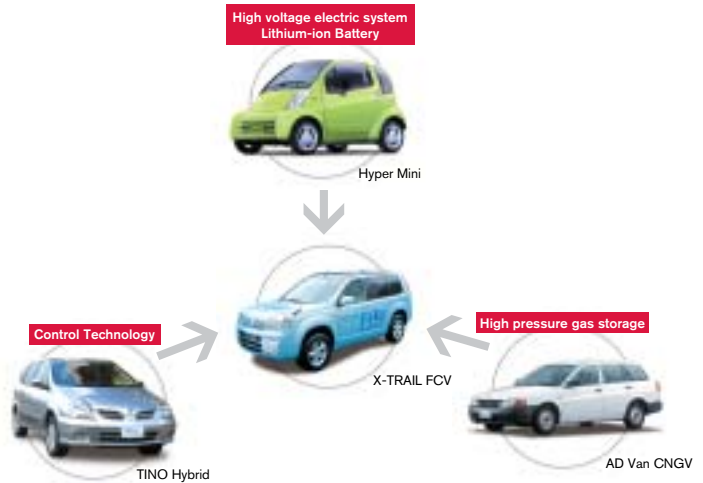 High voltage electric system
Lithium-ion Battery
Hyper Mini
Control Technology
High pressure gas storage
X-TRAIL FCV
TINO Hybrid
AD Van CNGV